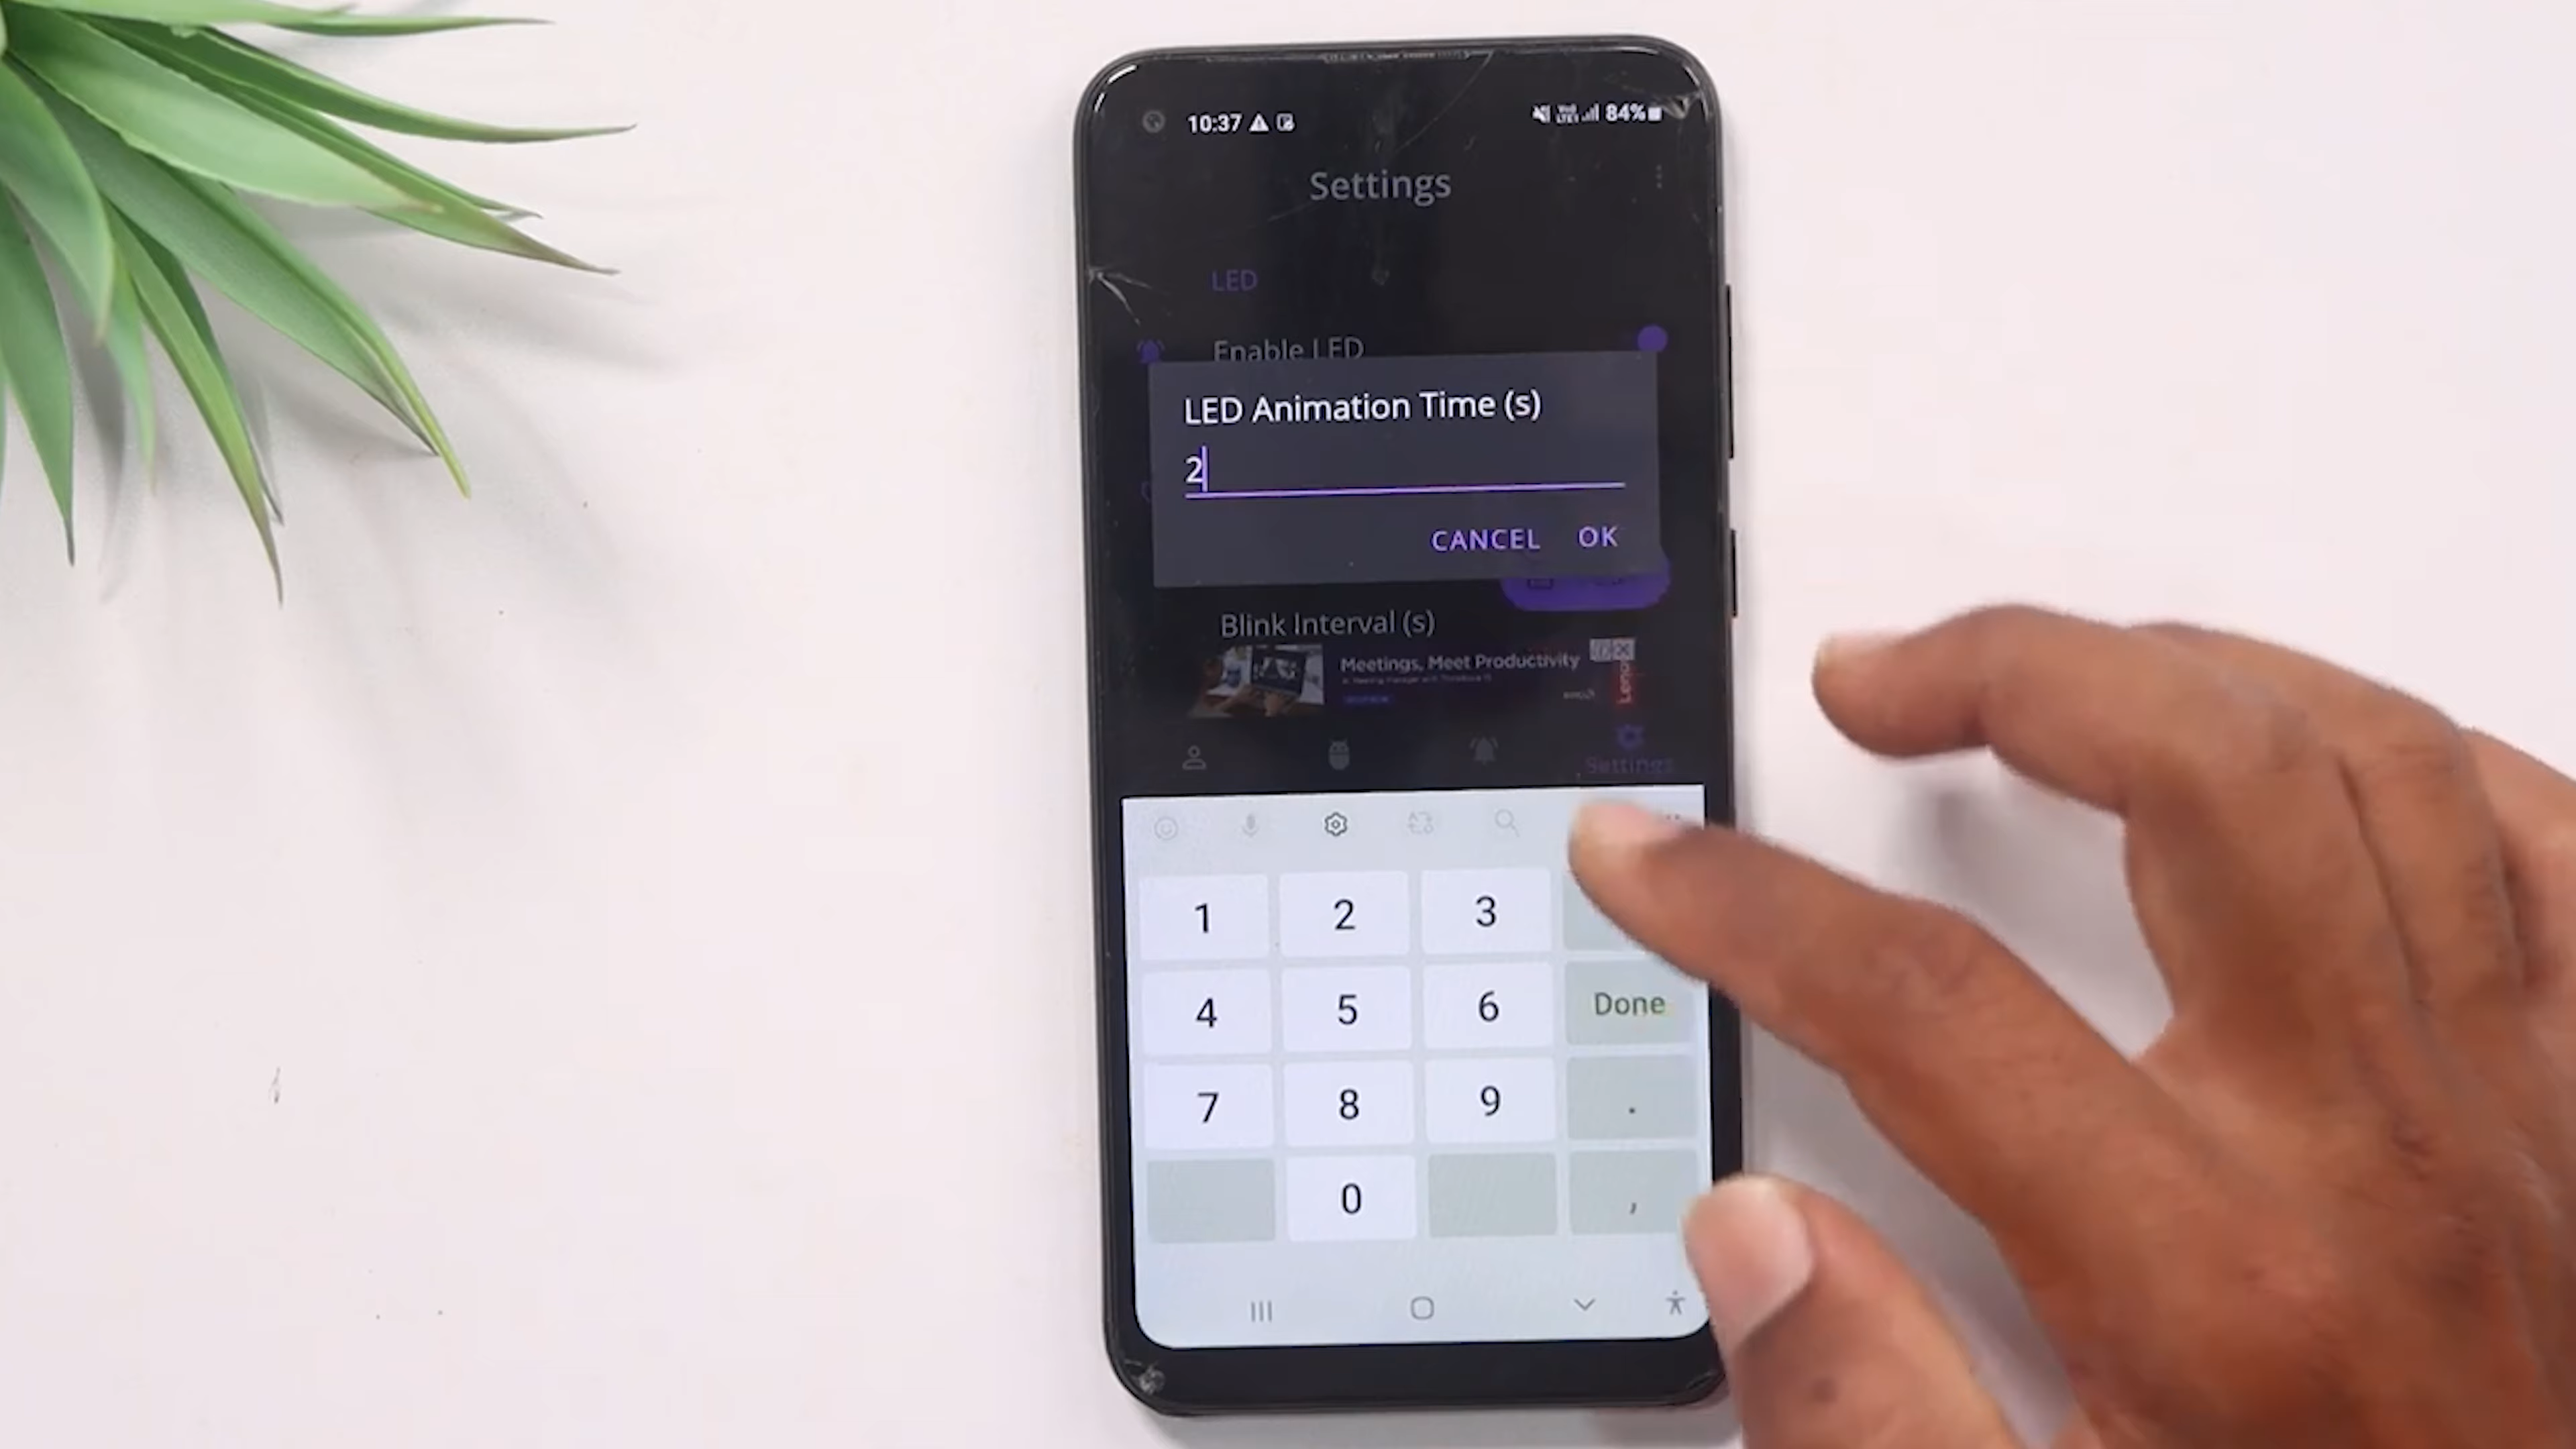 10:37
84%
Settings
LED
Enable LED
LED Animation Time (s)
2
CANCEL OK
Blink Interval (s)
Meetings, Meet Productivity
Lenovo
Settings
1 2 3
4 5 6 Done
7 8 9 .
0 ,